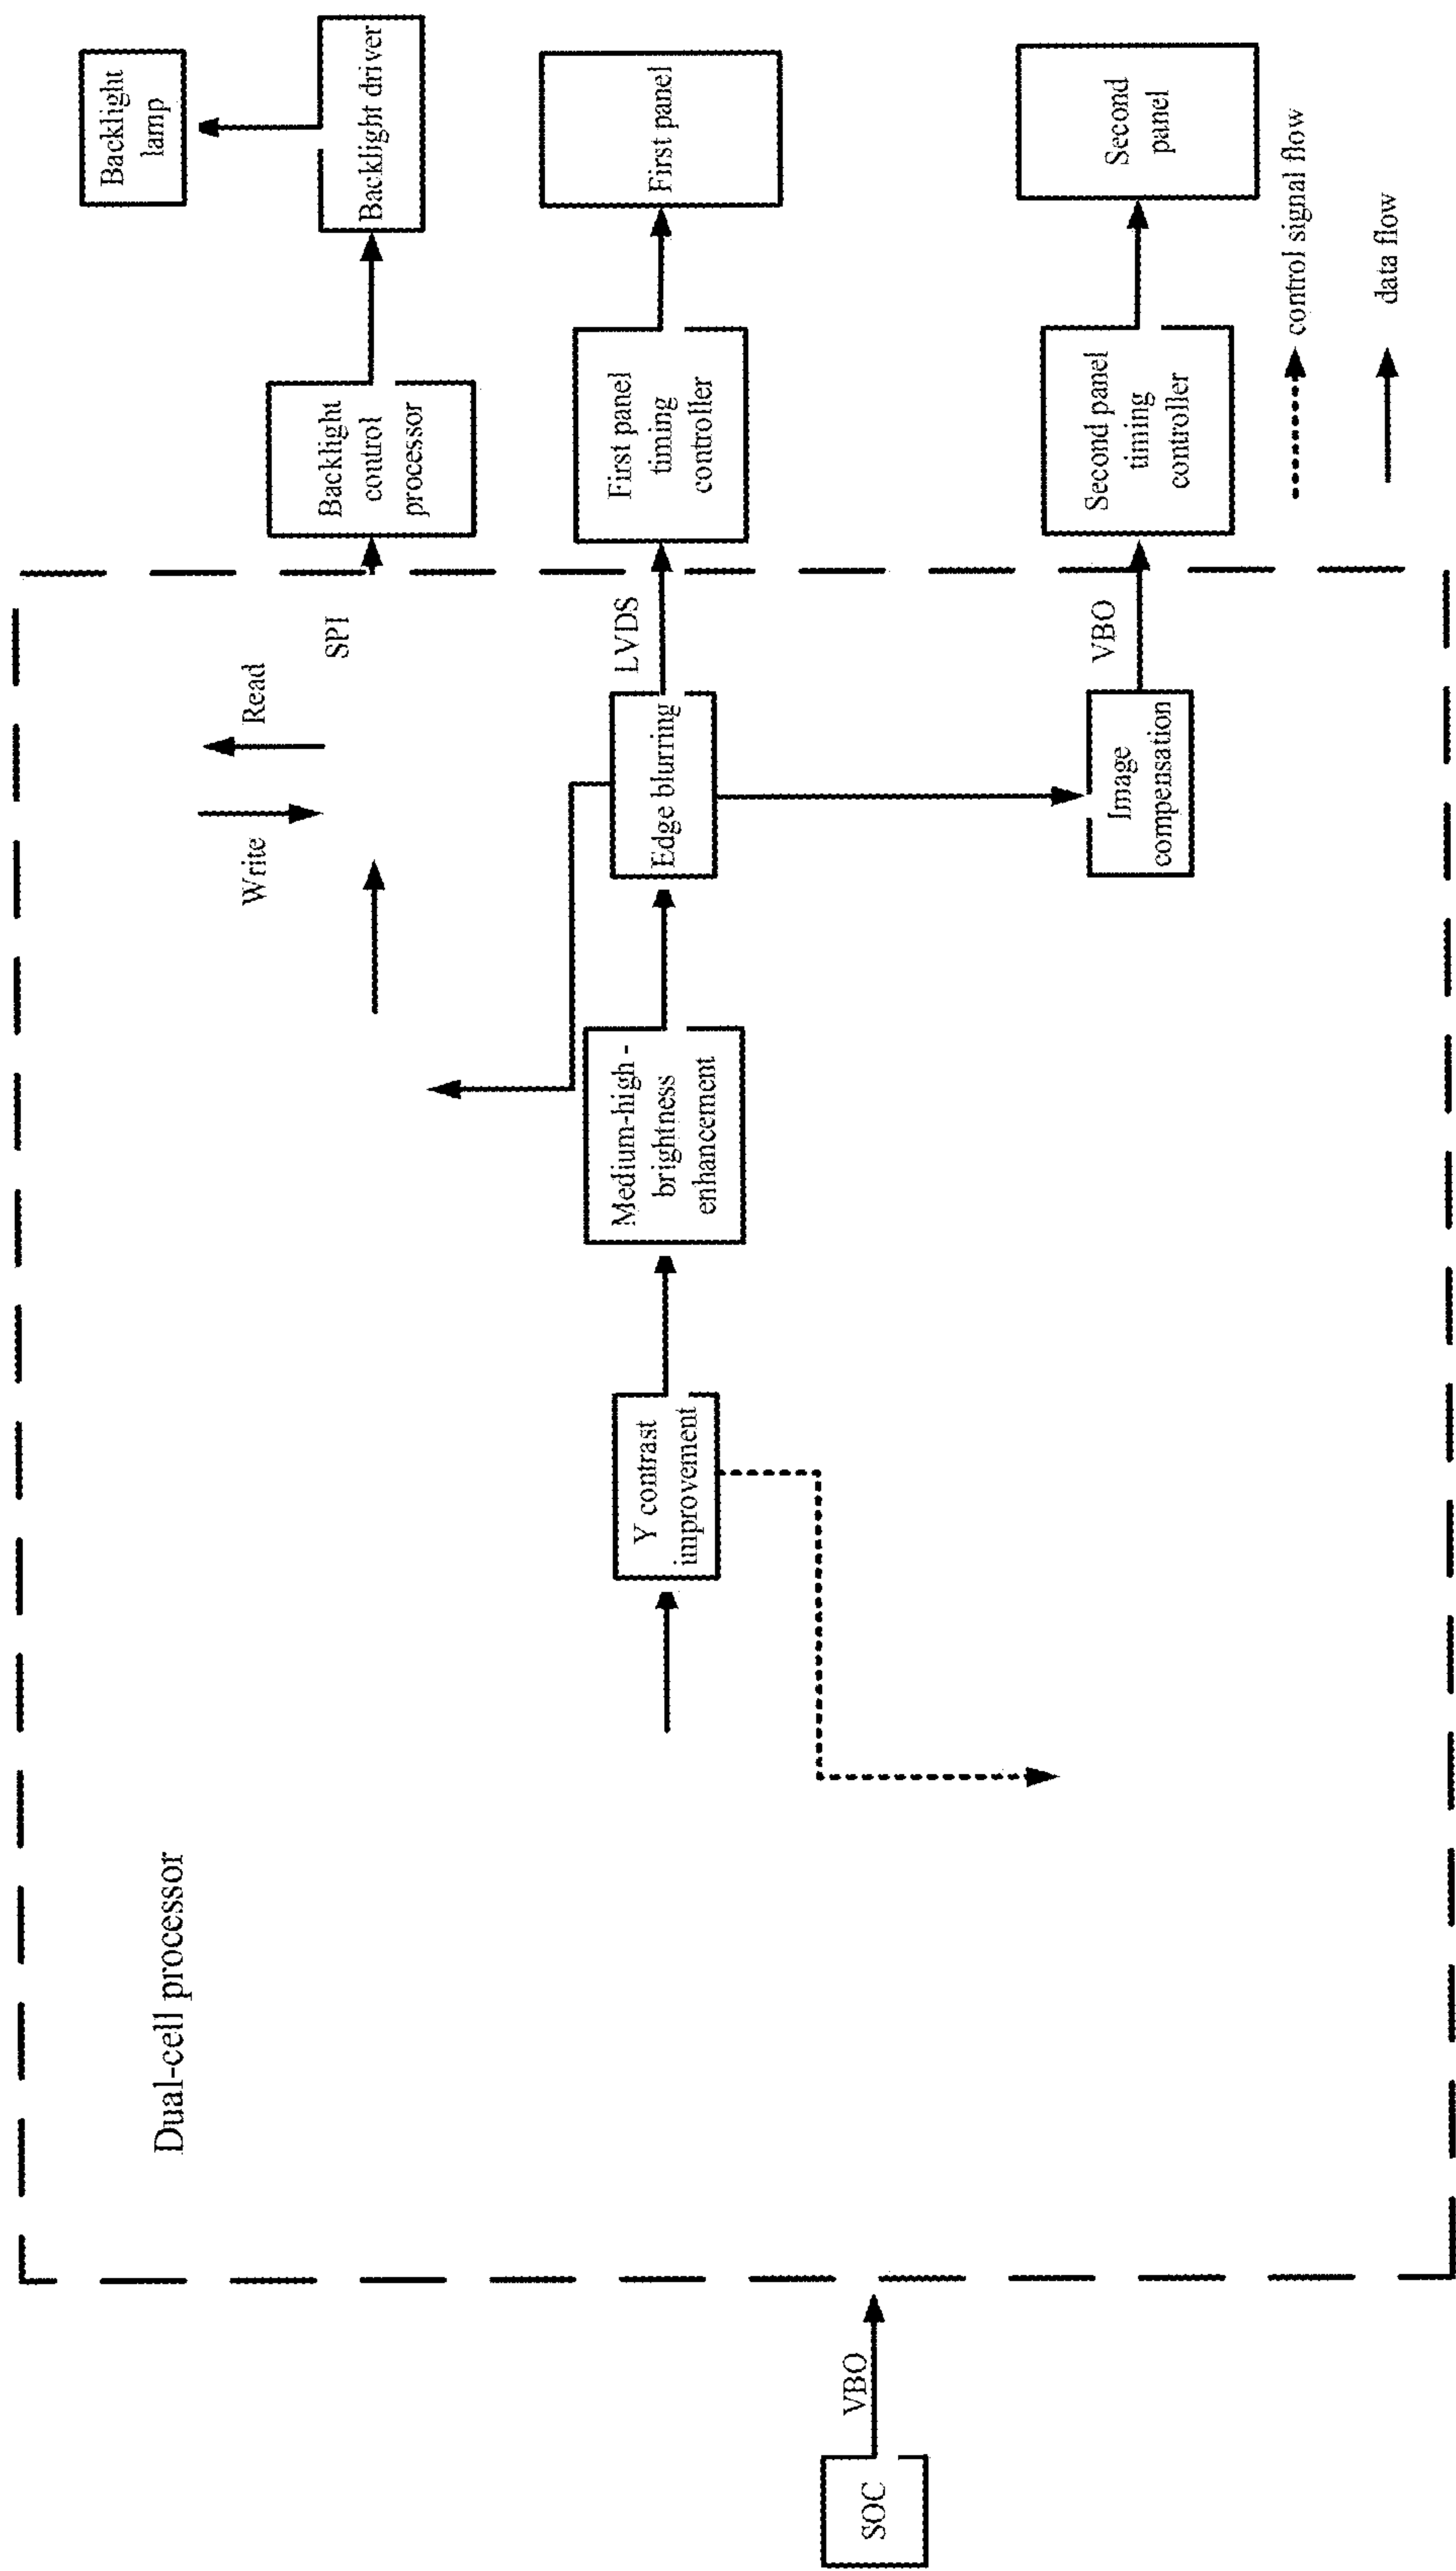 Dual-cell processor
SOC
VBO
Y contrast
improvement
Medium-high -
brightness
enhancement
Edge blurring
Image
compensation
Write
Read
SPI
LVDS
VBO
Backlight
control
processor
Backlight driver
Backlight
lamp
First panel
timing
controller
First panel
Second panel
timing
controller
Second
panel
control signal flow
data flow